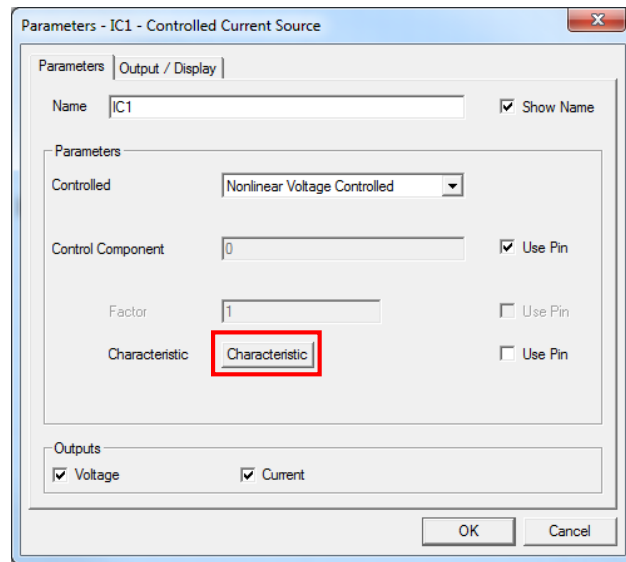 Parameters - IC1 - Controlled Current Source
Parameters Output / Display
Name IC1 Show Name
Parameters
Controlled Nonlinear Voltage Controlled
Control Component 0 Use Pin
Factor 1 Use Pin
Characteristic Characteristic Use Pin
Outputs
Voltage Current
OK Cancel